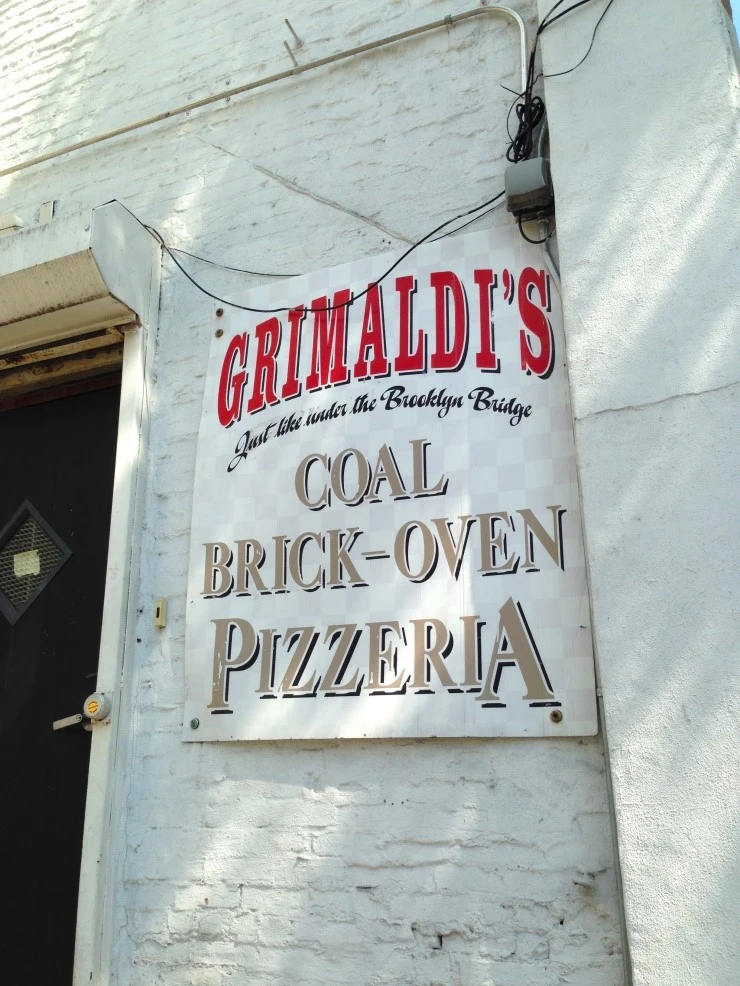 GRIMALDI'S
Just like under the Brooklyn Bridge
COAL
BRICK-OVEN
PIZZERIA